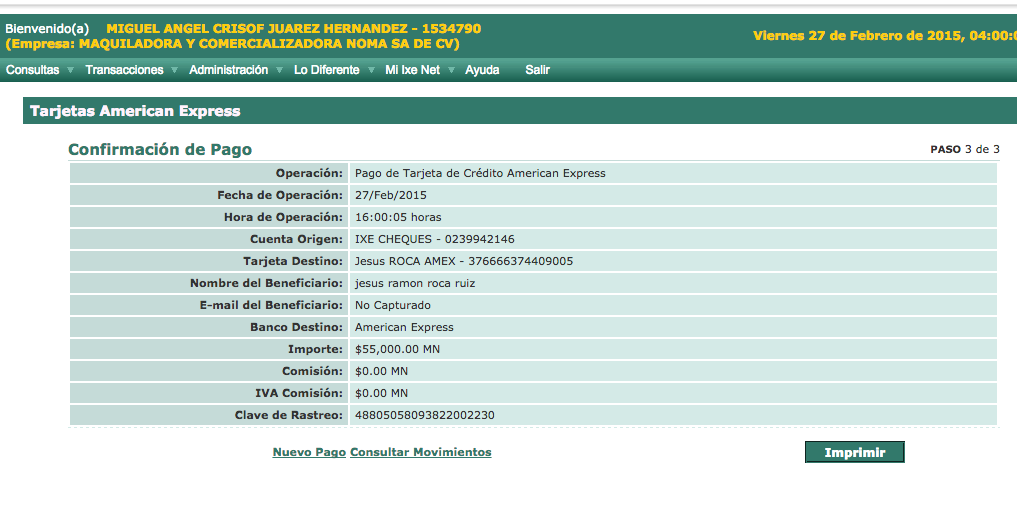 Bienvenido(a) MIGUEL ANGEL CRISOF JUAREZ HERNANDEZ - 1534790
(Empresa: MAQUILADORA Y COMERCIALIZADORA NOMA SA DE CV)
Viernes 27 de Febrero de 2015, 04:00:0
Consultas Transacciones Administración Lo Diferente Mi Ixe Net Ayuda Salir
Tarjetas American Express
Confirmación de Pago PASO 3 de 3
Operación: Pago de Tarjeta de Crédito American Express
Fecha de Operación: 27/Feb/2015
Hora de Operación: 16:00:05 horas
Cuenta Origen: IXE CHEQUES - 0239942146
Tarjeta Destino: Jesus ROCA AMEX - 376666374409005
Nombre del Beneficiario: jesus ramon roca ruiz
E-mail del Beneficiario: No Capturado
Banco Destino: American Express
Importe: $55,000.00 MN
Comisión: $0.00 MN
IVA Comisión: $0.00 MN
Clave de Rastreo: 48805058093822002230
Nuevo Pago Consultar Movimientos Imprimir